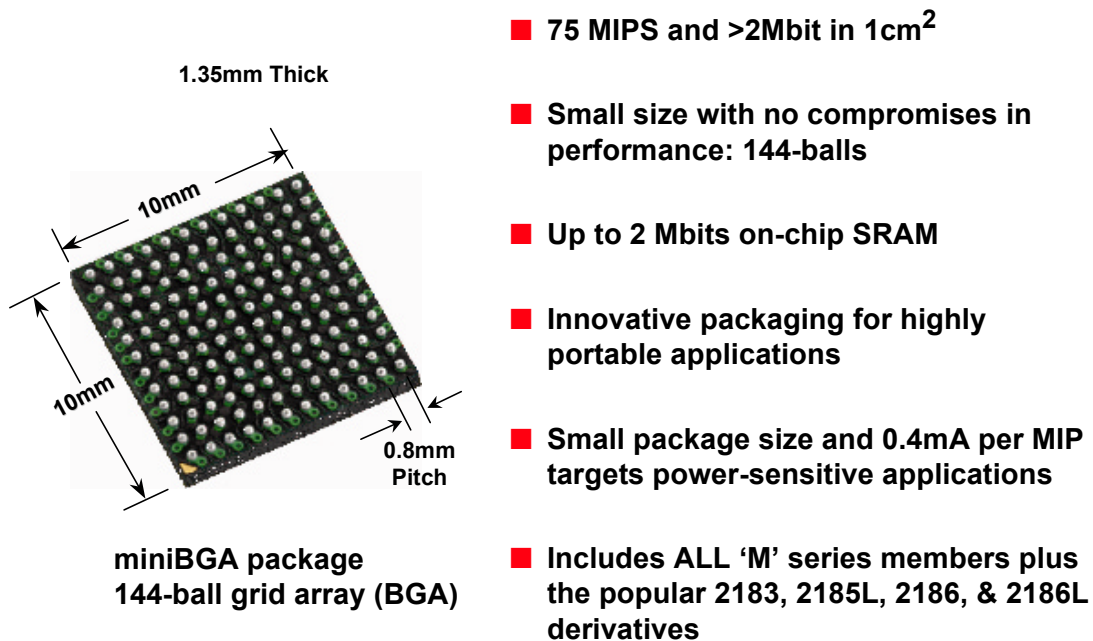 1.35mm Thick
10mm
10mm
0.8mm
Pitch
miniBGA package
144-ball grid array (BGA)
75 MIPS and >2Mbit in 1cm2
Small size with no compromises in
performance: 144-balls
Up to 2 Mbits on-chip SRAM
Innovative packaging for highly
portable applications
Small package size and 0.4mA per MIP
targets power-sensitive applications
Includes ALL ‘M’ series members plus
the popular 2183, 2185L, 2186, & 2186L
derivatives